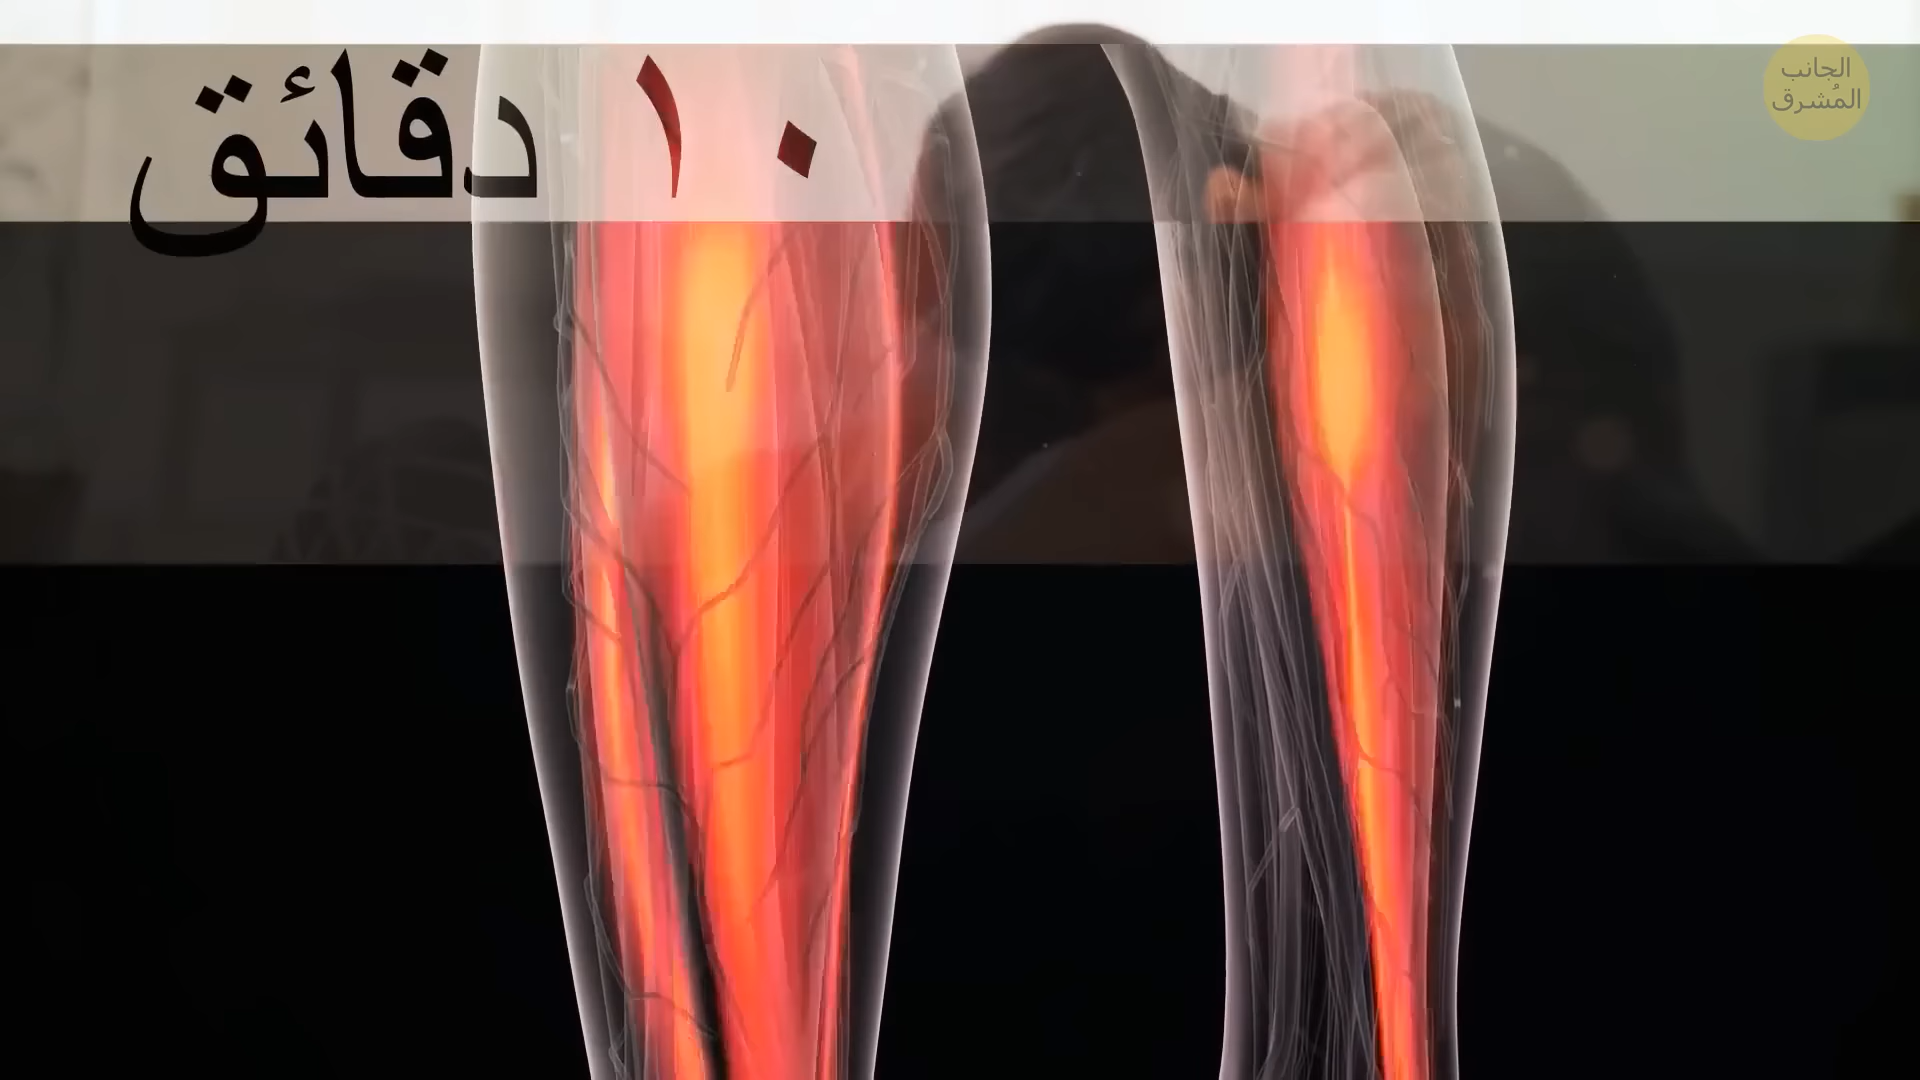 ١٠ دقائق
الجانب
المُشرق